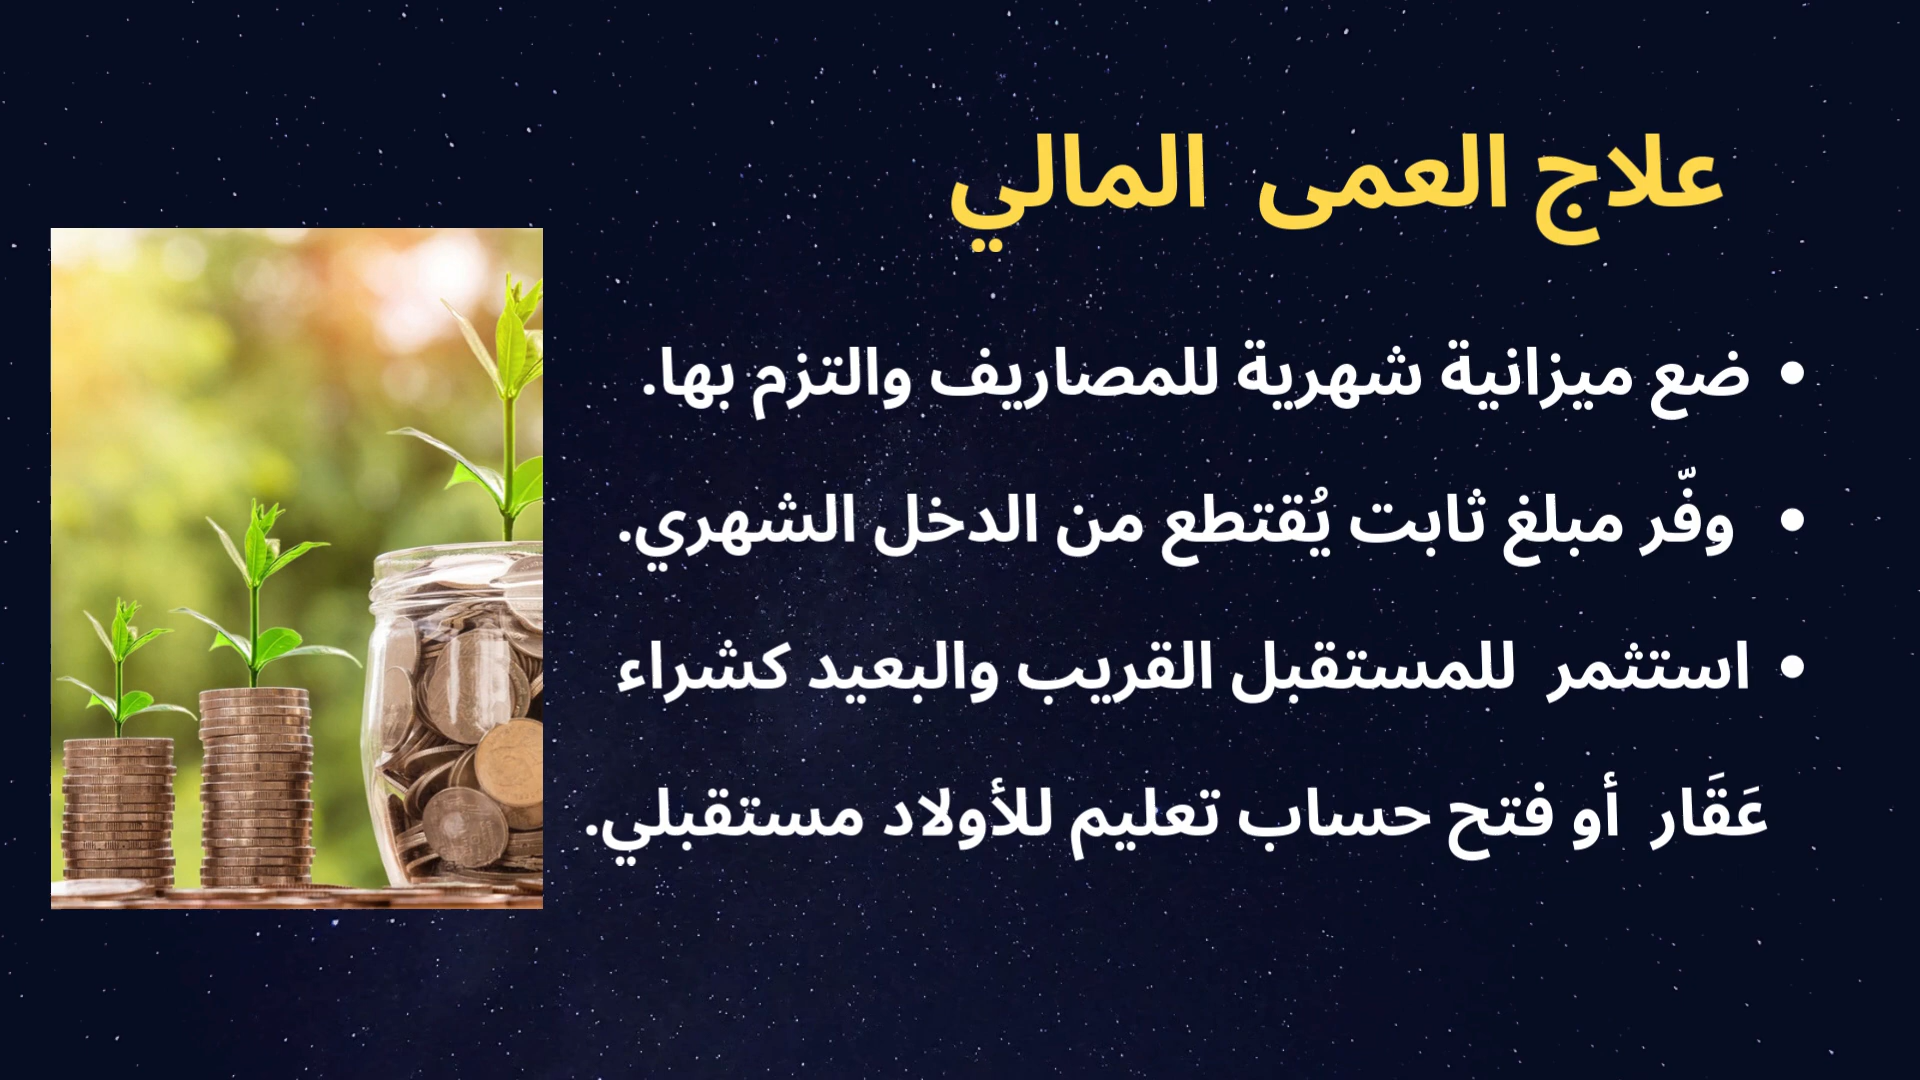 علاج العمى المالي
• ضع ميزانية شهرية للمصاريف والتزم بها.
• وفّر مبلغ ثابت يُقتطع من الدخل الشهري.
• استثمر للمستقبل القريب والبعيد كشراء
عَقَار أو فتح حساب تعليم للأولاد مستقبلي.